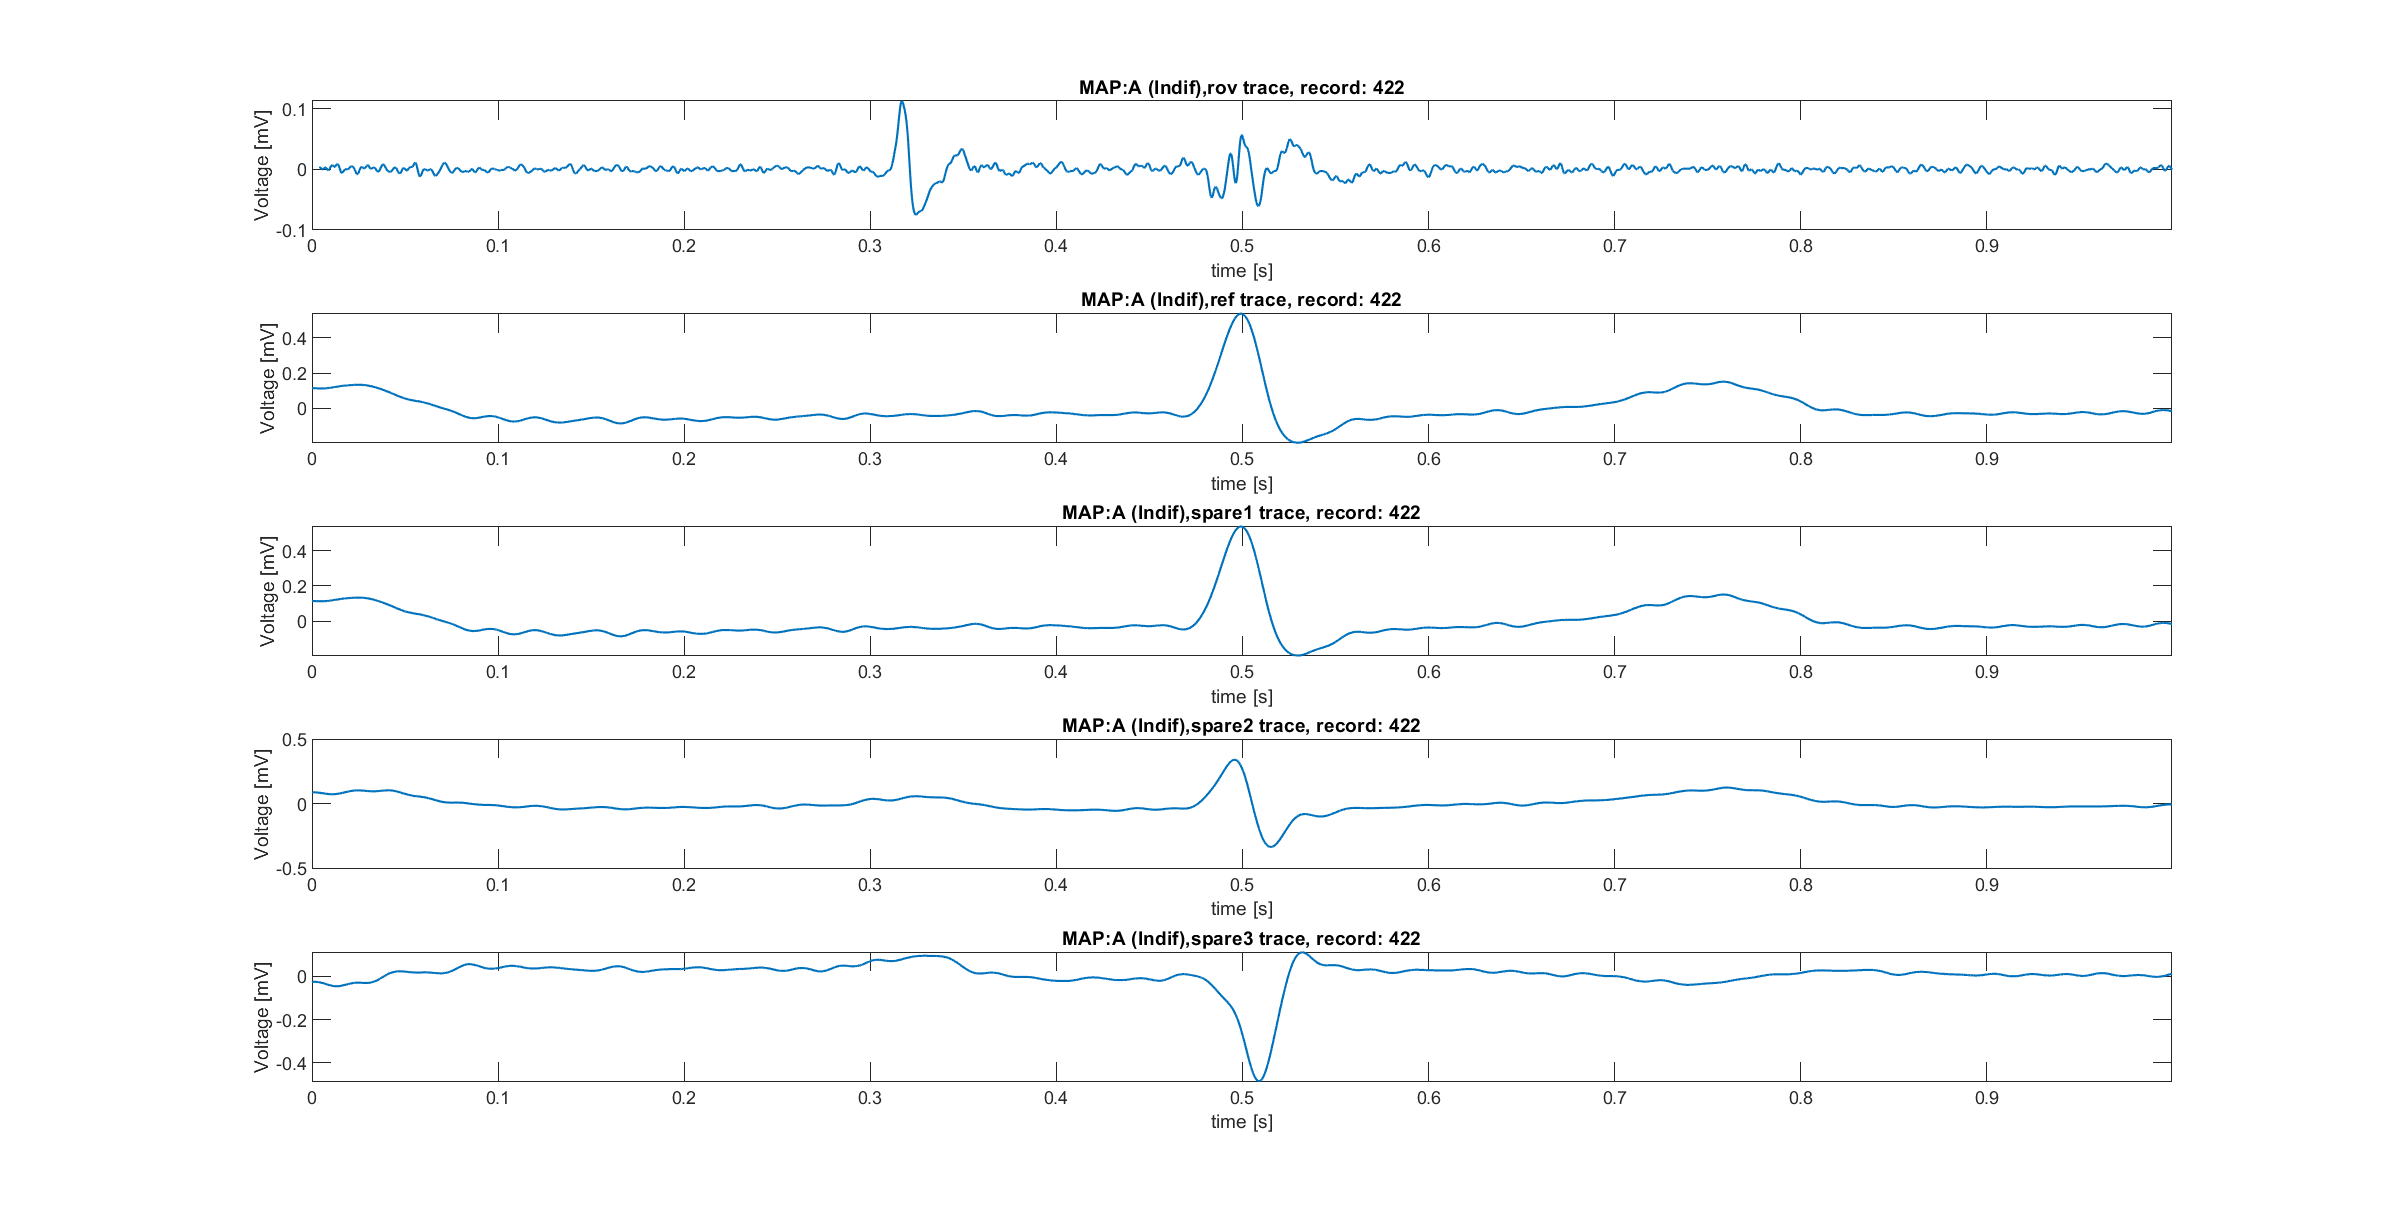 MAP:A (Indif),rov trace, record: 422
Voltage [mV]
0.1
0
-0.1
0 0.1 0.2 0.3 0.4 0.5 0.6 0.7 0.8 0.9
time [s]
MAP:A (Indif),ref trace, record: 422
Voltage [mV]
0.4
0.2
0
0 0.1 0.2 0.3 0.4 0.5 0.6 0.7 0.8 0.9
time [s]
MAP:A (Indif),spare1 trace, record: 422
Voltage [mV]
0.4
0.2
0
0 0.1 0.2 0.3 0.4 0.5 0.6 0.7 0.8 0.9
time [s]
MAP:A (Indif),spare2 trace, record: 422
Voltage [mV]
0.5
0
-0.5
0 0.1 0.2 0.3 0.4 0.5 0.6 0.7 0.8 0.9
time [s]
MAP:A (Indif),spare3 trace, record: 422
Voltage [mV]
0
-0.2
-0.4
0 0.1 0.2 0.3 0.4 0.5 0.6 0.7 0.8 0.9
time [s]